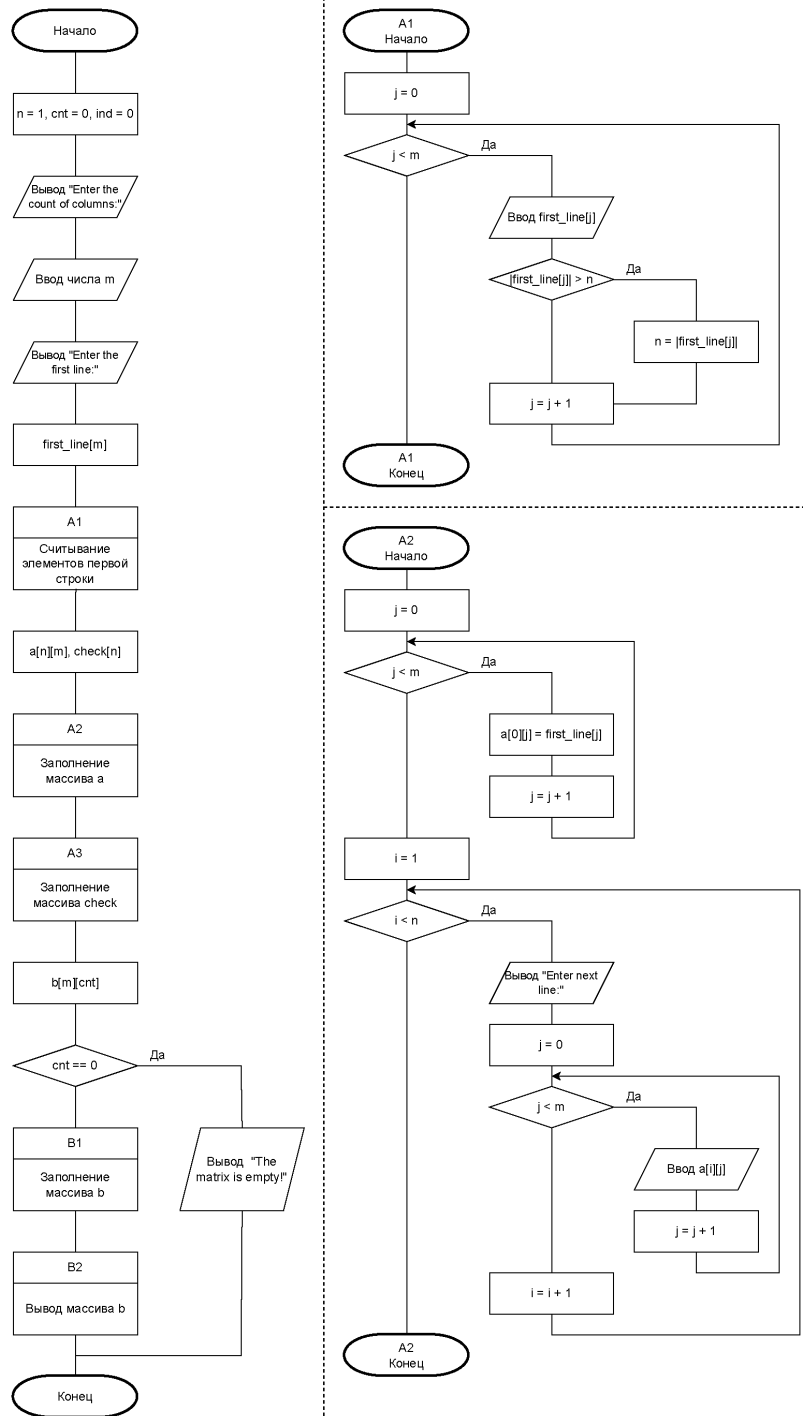 Начало
n = 1, cnt = 0, ind = 0
Вывод "Enter the
count of columns:"
Ввод числа m
Вывод "Enter the
first line:"
first_line[m]
A1
Считывание
элементов первой
строки
a[n][m], check[n]
A2
Заполнение
массива a
A3
Заполнение
массива check
b[m][cnt]
cnt == 0
Да
B1
Заполнение
массива b
Вывод "The
matrix is empty!"
B2
Вывод массива b
Конец
A1
Начало
j = 0
j < m
Да
Ввод first_line[j]
|first_line[j]| > n
Да
n = |first_line[j]|
j = j + 1
A1
Конец
A2
Начало
j = 0
j < m
Да
a[0][j] = first_line[j]
j = j + 1
i = 1
i < n
Да
Вывод "Enter next
line:"
j = 0
j < m
Да
Ввод a[i][j]
j = j + 1
i = i + 1
A2
Конец